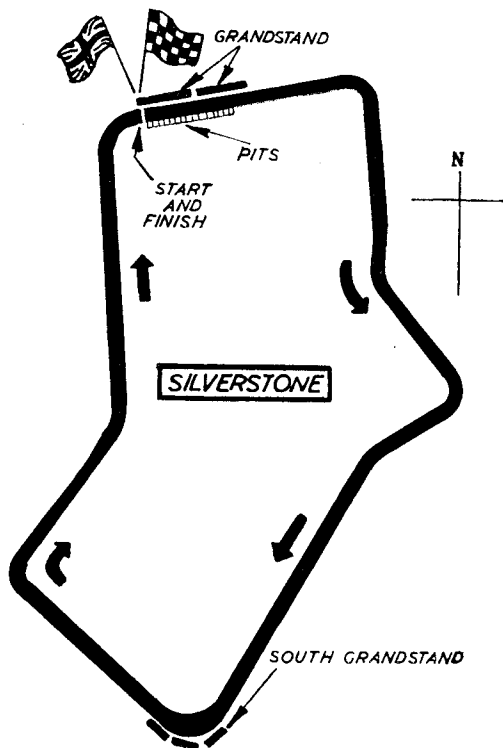 GRANDSTAND
PITS
START
AND
FINISH
N
SILVERSTONE
SOUTH GRANDSTAND